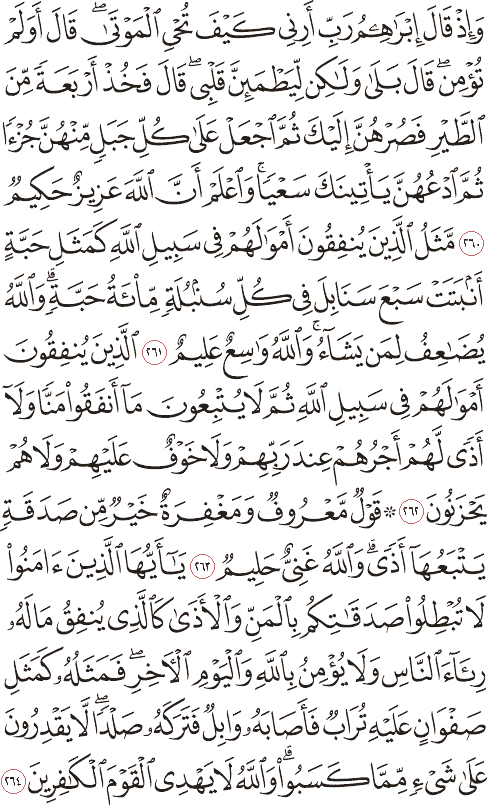 وَإِذۡ قَالَ إِبۡرَٰهِـۧمُ رَبِّ أَرِنِي كَيۡفَ تُحۡيِ ٱلۡمَوۡتَىٰۖ قَالَ أَوَلَمۡ
تُؤۡمِنۖ قَالَ بَلَىٰ وَلَٰكِن لِّيَطۡمَئِنَّ قَلۡبِيۖ قَالَ فَخُذۡ أَرۡبَعَةٗ مِّنَ
ٱلطَّيۡرِ فَصُرۡهُنَّ إِلَيۡكَ ثُمَّ ٱجۡعَلۡ عَلَىٰ كُلِّ جَبَلٖ مِّنۡهُنَّ جُزۡءٗا
ثُمَّ ٱدۡعُهُنَّ يَأۡتِينَكَ سَعۡيٗاۚ وَٱعۡلَمۡ أَنَّ ٱللَّهَ عَزِيزٌ حَكِيمٞ
٢٦٠ مَّثَلُ ٱلَّذِينَ يُنفِقُونَ أَمۡوَٰلَهُمۡ فِي سَبِيلِ ٱللَّهِ كَمَثَلِ حَبَّةٍ
أَنۢبَتَتۡ سَبۡعَ سَنَابِلَ فِي كُلِّ سُنۢبُلَةٖ مِّاْئَةُ حَبَّةٖۗ وَٱللَّهُ
يُضَٰعِفُ لِمَن يَشَآءُۚ وَٱللَّهُ وَٰسِعٌ عَلِيمٌ ٢٦١ ٱلَّذِينَ يُنفِقُونَ
أَمۡوَٰلَهُمۡ فِي سَبِيلِ ٱللَّهِ ثُمَّ لَا يُتۡبِعُونَ مَآ أَنفَقُواْ مَنّٗا وَلَآ
أَذٗى لَّهُمۡ أَجۡرُهُمۡ عِندَ رَبِّهِمۡ وَلَا خَوۡفٌ عَلَيۡهِمۡ وَلَا هُمۡ
يَحۡزَنُونَ ٢٦٢ ۞ قَوۡلٞ مَّعۡرُوفٞ وَمَغۡفِرَةٌ خَيۡرٞ مِّن صَدَقَةٖ
يَتۡبَعُهَآ أَذٗىۗ وَٱللَّهُ غَنِيٌّ حَلِيمٞ ٢٦٣ يَٰٓأَيُّهَا ٱلَّذِينَ ءَامَنُواْ
لَا تُبۡطِلُواْ صَدَقَٰتِكُم بِٱلۡمَنِّ وَٱلۡأَذَىٰ كَٱلَّذِي يُنفِقُ مَالَهُۥ
رِئَآءَ ٱلنَّاسِ وَلَا يُؤۡمِنُ بِٱللَّهِ وَٱلۡيَوۡمِ ٱلۡأٓخِرِۖ فَمَثَلُهُۥ كَمَثَلِ
صَفۡوَانٍ عَلَيۡهِ تُرَابٞ فَأَصَابَهُۥ وَابِلٞ فَتَرَكَهُۥ صَلۡدٗاۖ لَّا يَقۡدِرُونَ
عَلَىٰ شَيۡءٖ مِّمَّا كَسَبُواْۗ وَٱللَّهُ لَا يَهۡدِي ٱلۡقَوۡمَ ٱلۡكَٰفِرِينَ ٢٦٤